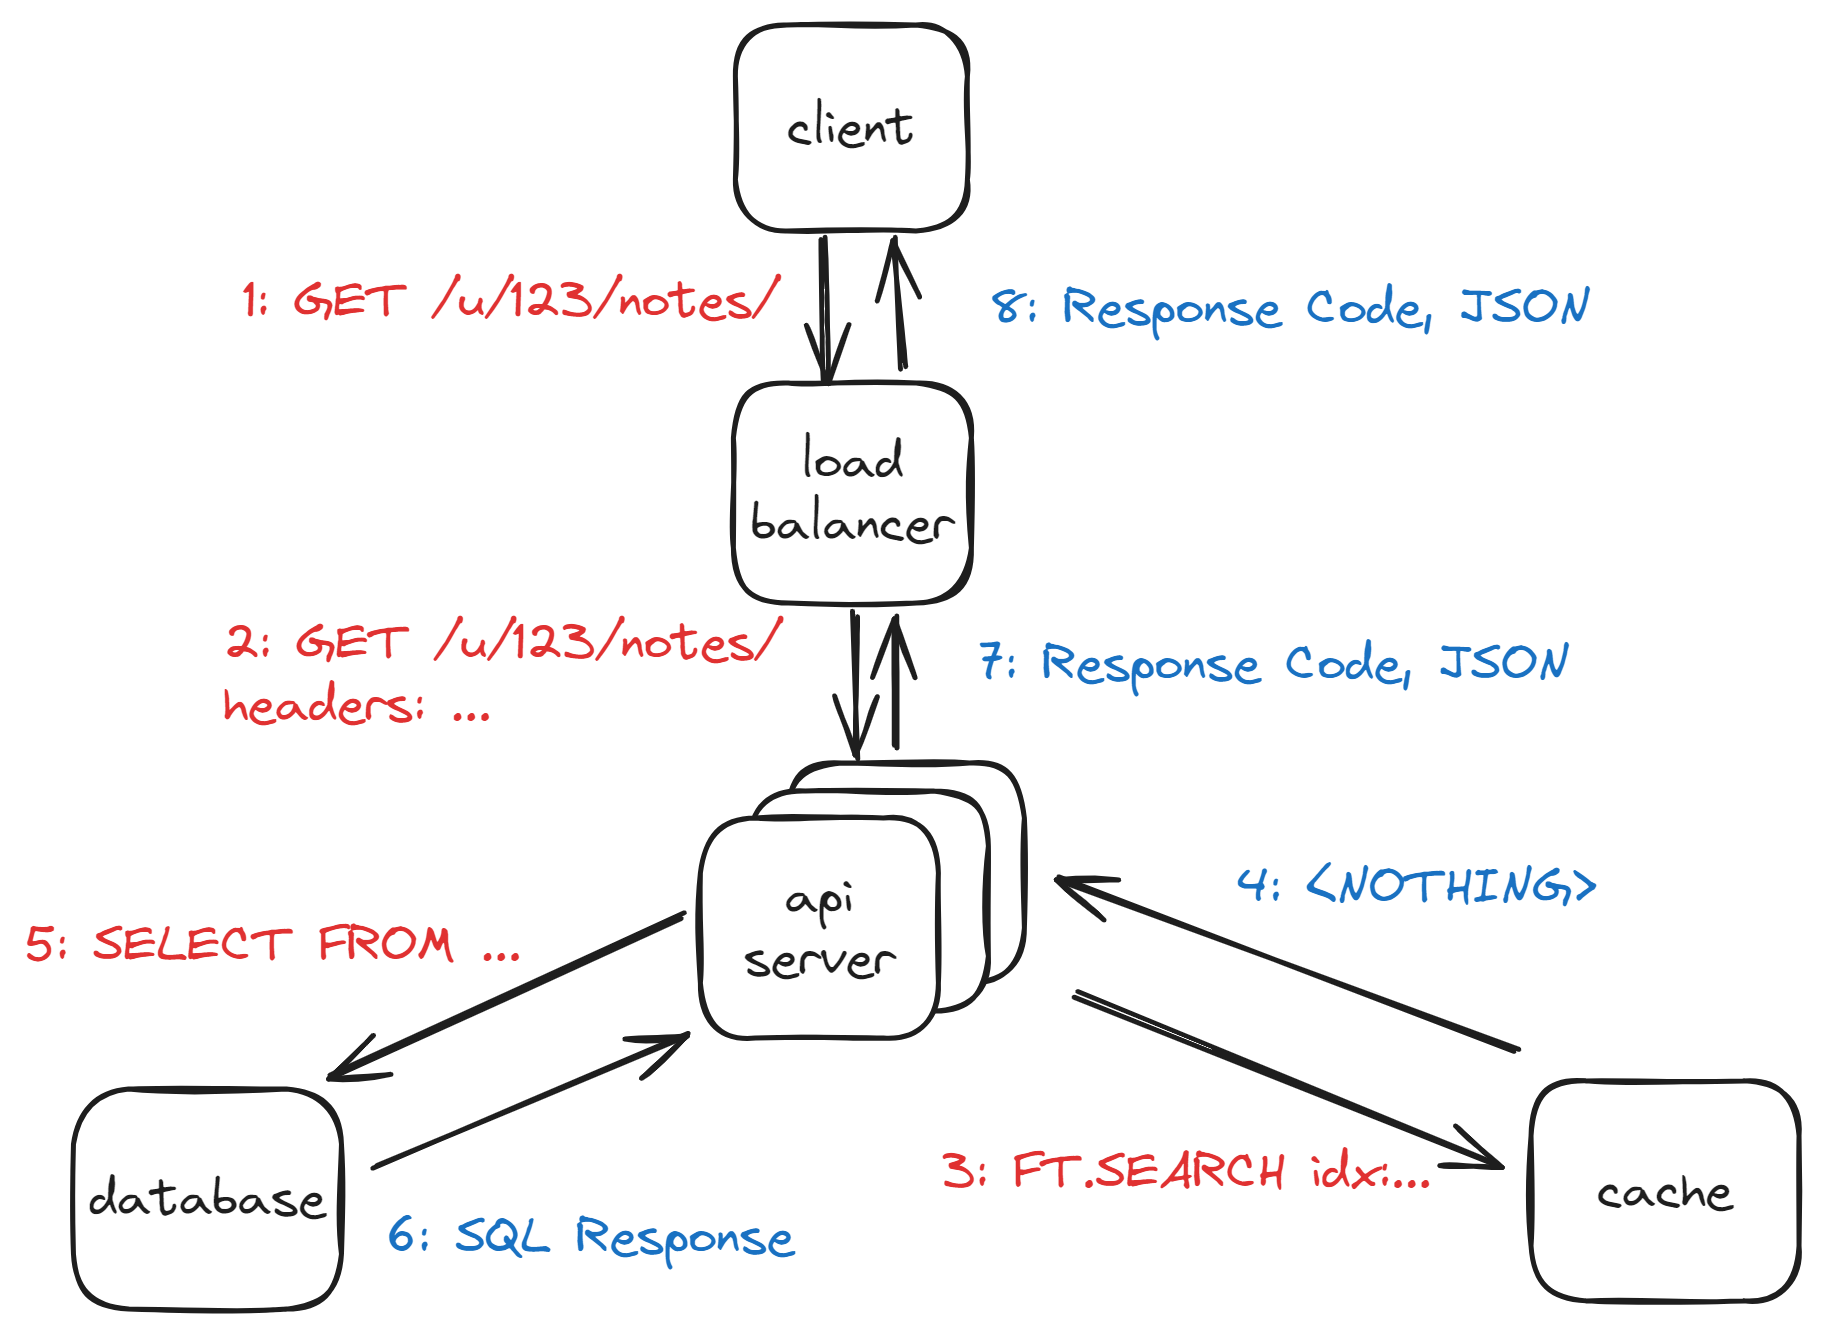 client
1: GET /u/123/notes/
8: Response Code, JSON
load
balancer
2: GET /u/123/notes/
headers: ...
7: Response Code, JSON
api
server
4: <NOTHING>
5: SELECT FROM ...
3: FT.SEARCH idx:...
database
cache
6: SQL Response